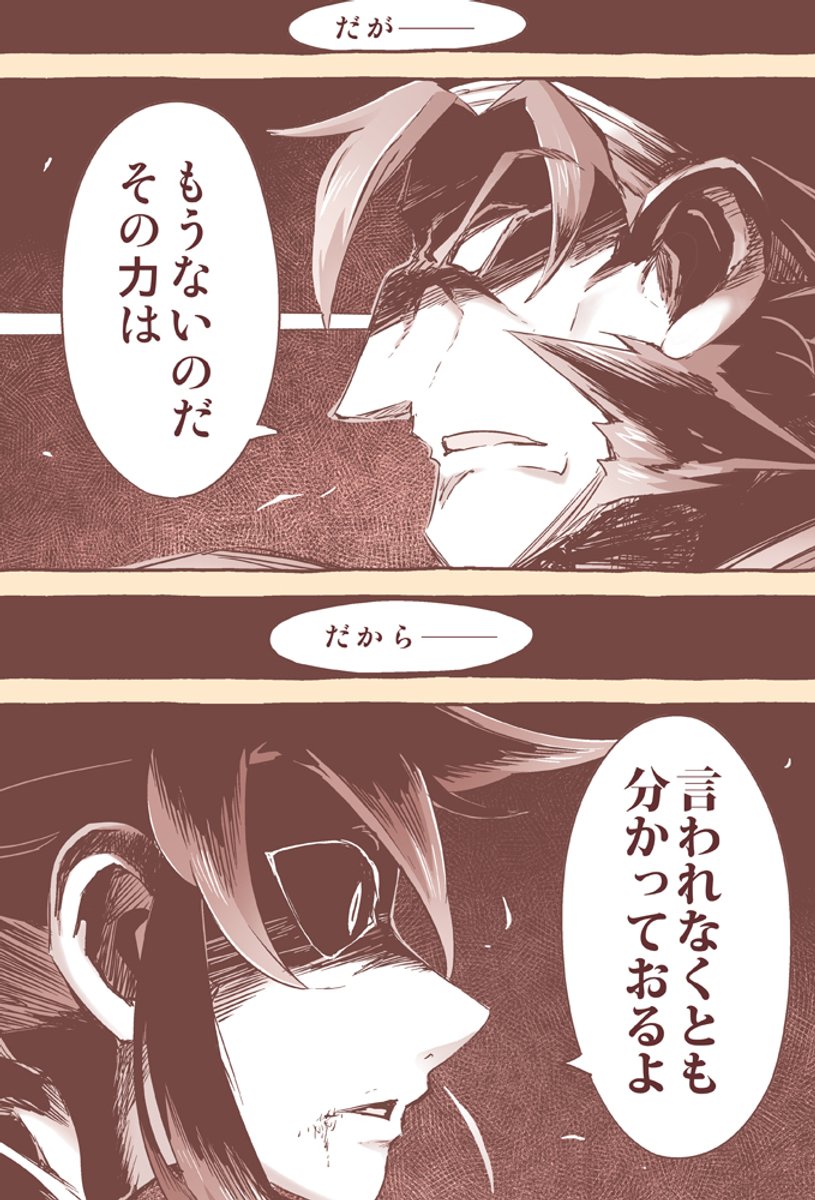 だが───
もうないのだ
その力は
だから───
言われなくとも
分かっておるよ